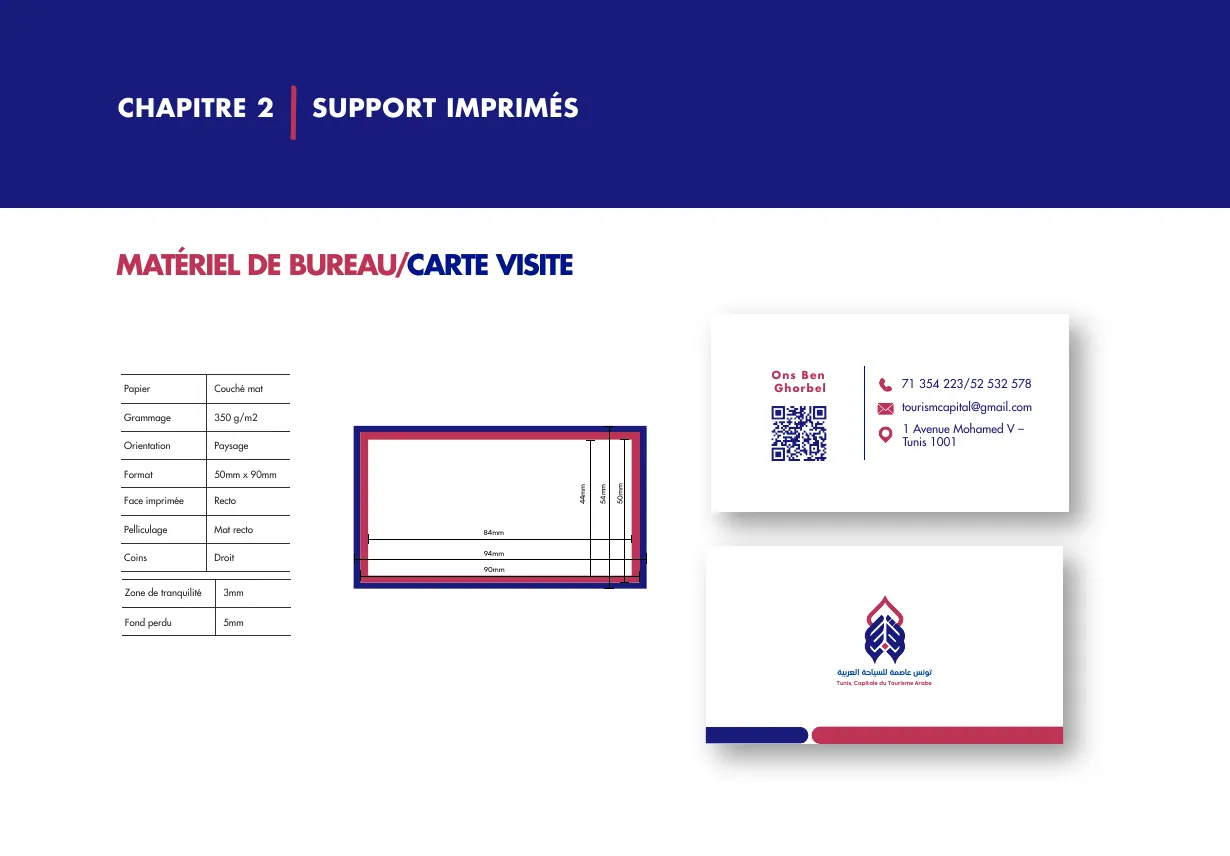 CHAPITRE 2 | SUPPORT IMPRIMÉS
MATÉRIEL DE BUREAU/CARTE VISITE
Papier Couché mat
Grammage 350 g/m2
Orientation Paysage
Format 50mm x 90mm
Face imprimée Recto
Pelliculage Mat recto
Coins Droit
Zone de tranquilité 3mm
Fond perdu 5mm
44mm
54mm
50mm
84mm
94mm
90mm
Ons Ben
Ghorbel
71 354 223/52 532 578
tourismcapital@gmail.com
1 Avenue Mohamed V –
Tunis 1001
تونس عاصمة للسياحة العربية
Tunis, Capitale du Tourisme Arabe